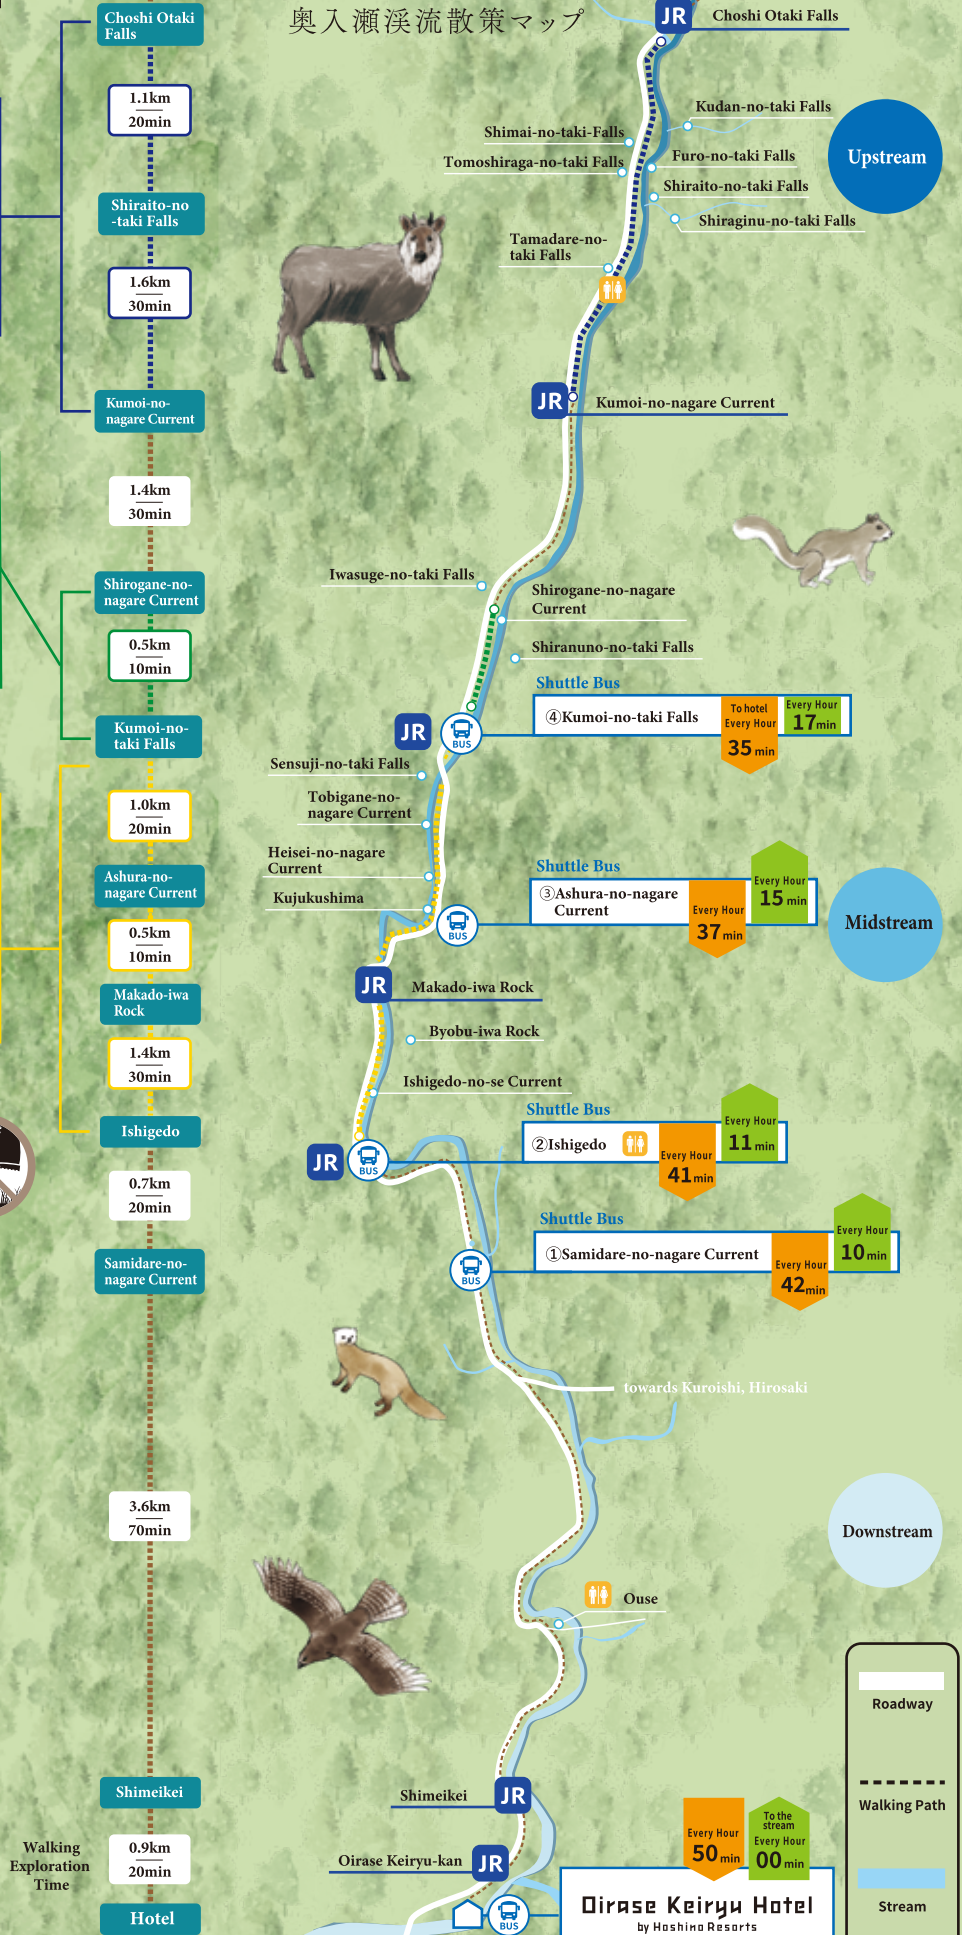 奥入瀬渓流散策マップ
JR
Choshi Otaki Falls
Choshi Otaki
Falls
1.1km
20min
Shiraito-no
-taki Falls
1.6km
30min
Kumoi-no-
nagare Current
1.4km
30min
Shirogane-no-
nagare Current
0.5km
10min
Kumoi-no-
taki Falls
1.0km
20min
Ashura-no-
nagare Current
0.5km
10min
Makado-iwa
Rock
1.4km
30min
Ishigedo
0.7km
20min
Samidare-no-
nagare Current
3.6km
70min
Shimeikei
Walking
Exploration
Time
0.9km
20min
Hotel
Kudan-no-taki Falls
Shimai-no-taki-Falls
Tomoshiraga-no-taki Falls
Furo-no-taki Falls
Shiraito-no-taki Falls
Shiraginu-no-taki Falls
Upstream
Tamadare-no-
taki Falls
JR
Kumoi-no-nagare Current
Iwasuge-no-taki Falls
Shirogane-no-nagare
Current
Shiranuno-no-taki Falls
Shuttle Bus
JR
BUS
④Kumoi-no-taki Falls
To hotel
Every Hour
35 min
Every Hour
17min
Sensuji-no-taki Falls
Tobigane-no-
nagare Current
Heisei-no-nagare
Current
Kujukushima
Shuttle Bus
BUS
③Ashura-no-nagare
Current
Every Hour
37 min
Every Hour
15 min
Midstream
JR
Makado-iwa Rock
Byobu-iwa Rock
Ishigedo-no-se Current
Shuttle Bus
JR
BUS
②Ishigedo
Every Hour
41min
Every Hour
11 min
Shuttle Bus
BUS
①Samidare-no-nagare Current
Every Hour
42min
Every Hour
10 min
towards Kuroishi, Hirosaki
Downstream
Ouse
Shimeikei
JR
Oirase Keiryu-kan
JR
BUS
Every Hour
50 min
To the
stream
Every Hour
00 min
Oirase Keiryu Hotel
by Hoshino Resorts
Roadway
Walking Path
Stream